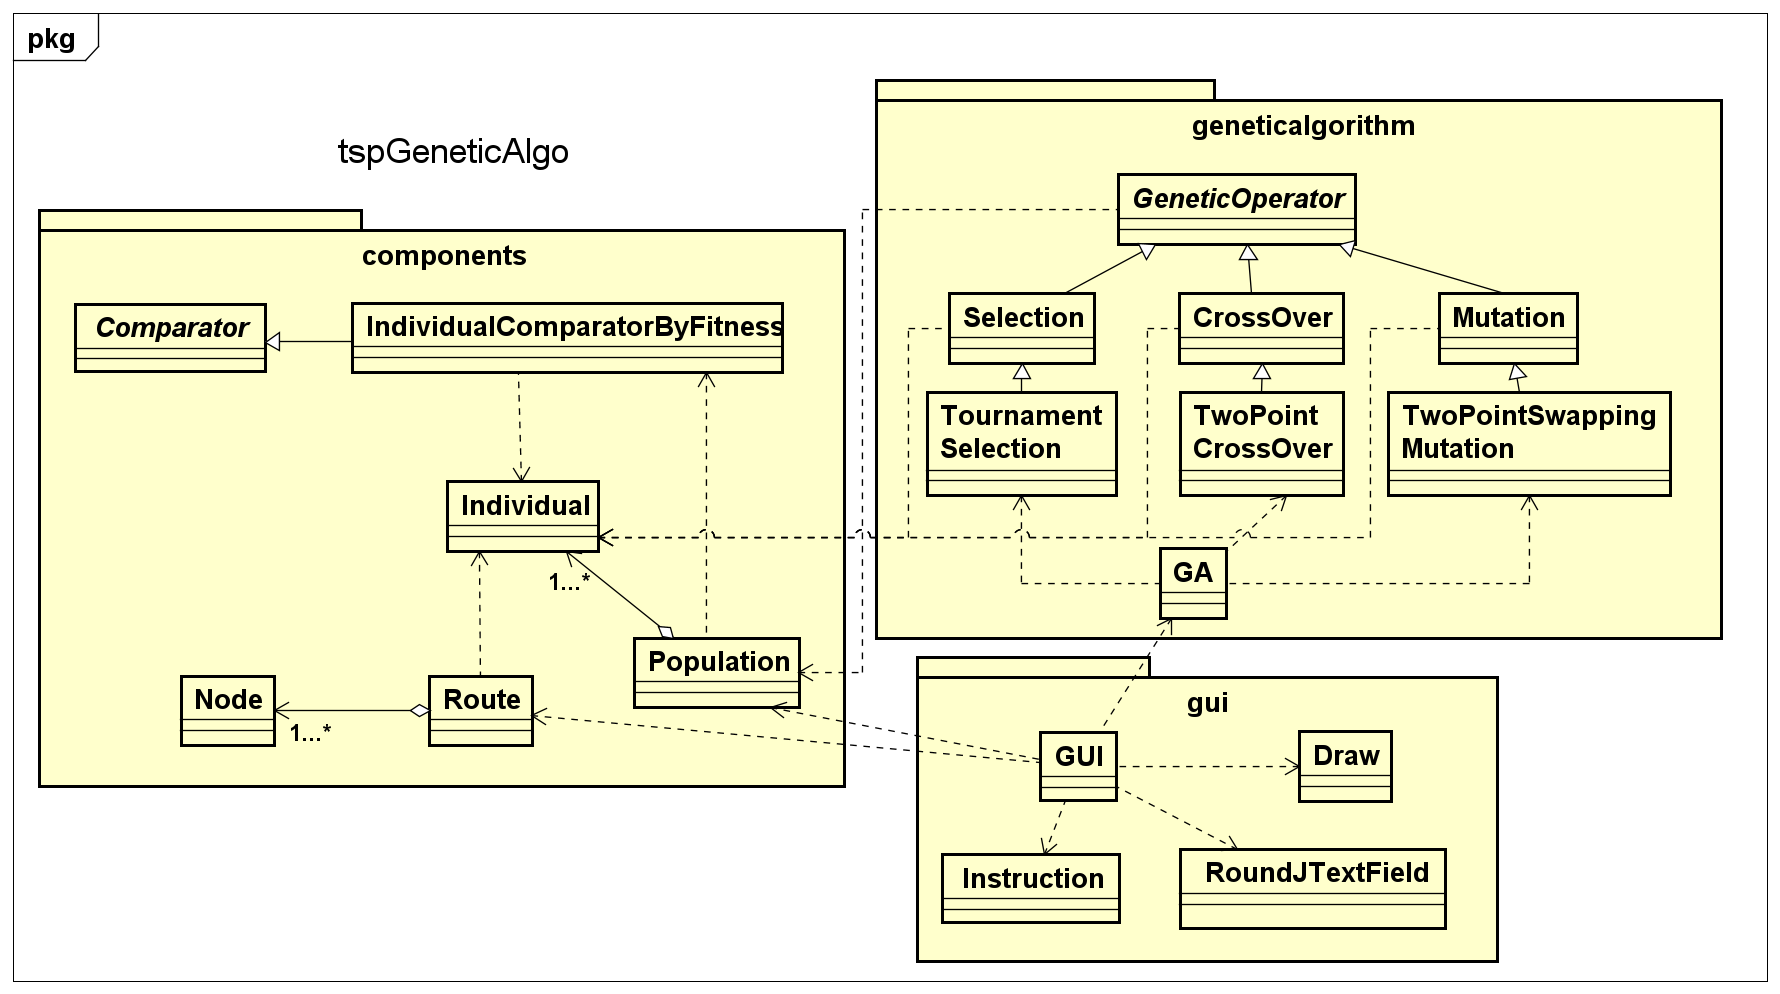 pkg
tspGeneticAlgo
geneticalgorithm
GeneticOperator
Selection
CrossOver
Mutation
Tournament
Selection
TwoPoint
CrossOver
TwoPointSwapping
Mutation
GA
components
Comparator
IndividualComparatorByFitness
Individual
1...*
Population
Node
1...*
Route
gui
GUI
Draw
Instruction
RoundJTextField